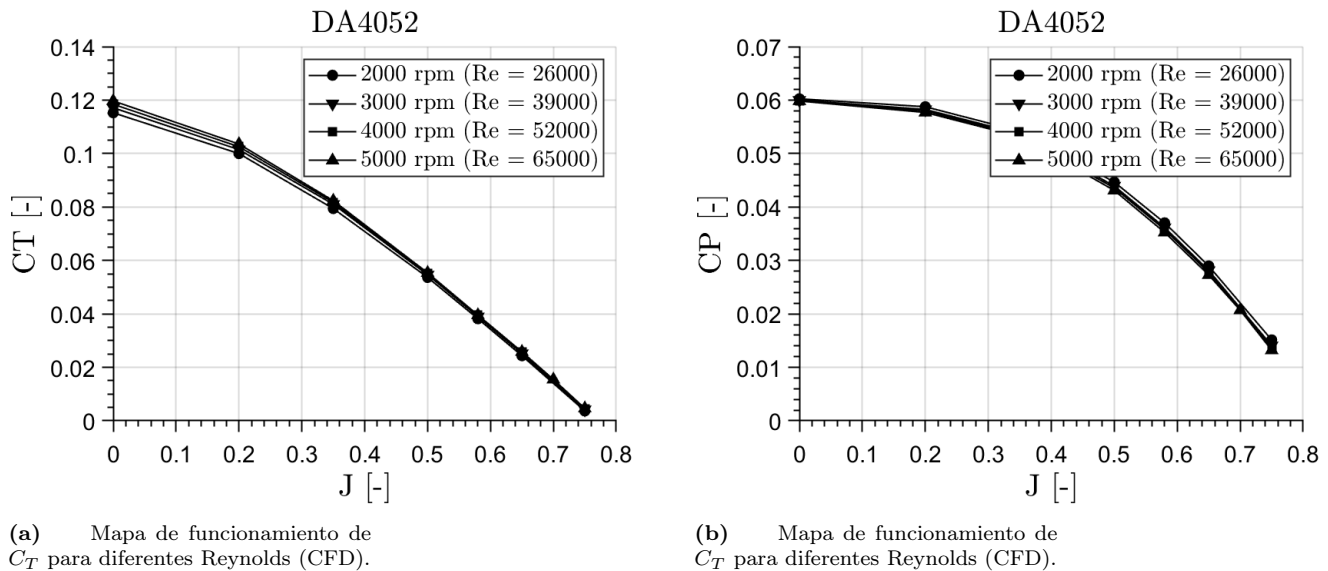 DA4052
0.14
0.12
0.1
0.08
0.06
0.04
0.02
0
CT [-]
2000 rpm (Re = 26000)
3000 rpm (Re = 39000)
4000 rpm (Re = 52000)
5000 rpm (Re = 65000)
0 0.1 0.2 0.3 0.4 0.5 0.6 0.7 0.8
J [-]
(a) Mapa de funcionamiento de
C_T para diferentes Reynolds (CFD).
DA4052
0.07
0.06
0.05
0.04
0.03
0.02
0.01
0
CP [-]
2000 rpm (Re = 26000)
3000 rpm (Re = 39000)
4000 rpm (Re = 52000)
5000 rpm (Re = 65000)
0 0.1 0.2 0.3 0.4 0.5 0.6 0.7 0.8
J [-]
(b) Mapa de funcionamiento de
C_T para diferentes Reynolds (CFD).